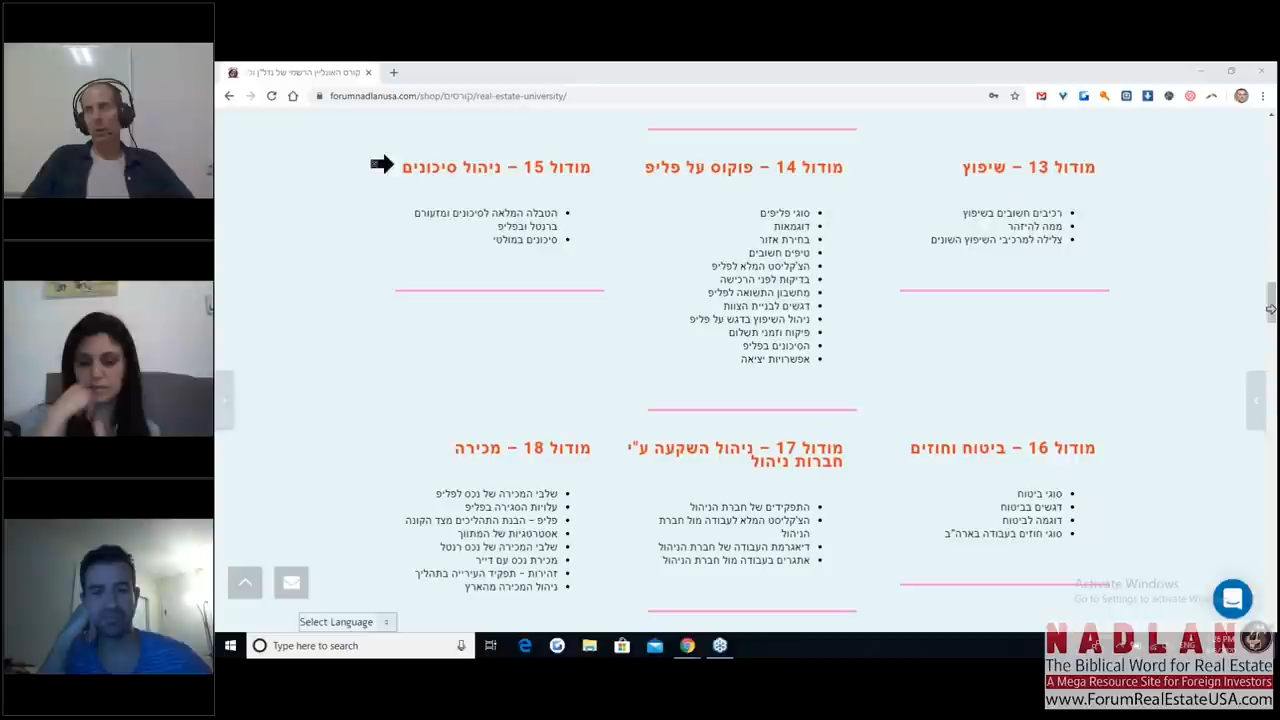 קורס האונליין הרשמי של נדל"ן
forumnadlanusa.com/shop/קורסים/real-estate-university/
מודול 13 – שיפוץ
רכיבים חשובים בשיפוץ
ממה להיזהר
צלילה למרכיבי השיפוץ השונים
מודול 14 – פוקוס על פליפ
סוגי פליפים
דוגמאות
בחירת אזור
טיפים חשובים
הצ'קליסט המלא לפליפ
בדיקות לפני הרכישה
מחשבון התשואה לפליפ
דגשים לבניית הצוות
ניהול השיפוץ בדגש על פליפ
פיקוח וזמני תשלום
הסיכונים בפליפ
אפשרויות יציאה
מודול 15 – ניהול סיכונים
הטבלה המלאה לסיכונים ומזעורם
ברנטל ובפליפ
סיכונים במולטי
מודול 16 – ביטוח וחוזים
סוגי ביטוח
דגשים בביטוח
דוגמה לביטוח
סוגי חוזים בעבודה בארה"ב
מודול 17 – ניהול השקעה ע"י
חברות ניהול
התפקידים של חברת הניהול
הצ'קליסט המלא לעבודה מול חברת
הניהול
דיאגרמת העבודה של חברת הניהול
אתגרים בעבודה מול חברת הניהול
מודול 18 – מכירה
שלבי המכירה של נכס לפליפ
עלויות הסגירה בפליפ
פליפ – הבנת התהליכים מצד הקונה
אסטרטגיות של המתווך
שלבי המכירה של נכס רנטל
מכירת נכס עם דייר
זהירות – תפקיד העירייה בתהליך
ניהול המכירה מהארץ
Activate Windows
Go to Settings to activate
Select Language
Type here to search
ENG
NADLAN
The Biblical Word for Real Estate
A Mega Resource Site for Foreign Investors
www.ForumRealEstateUSA.com